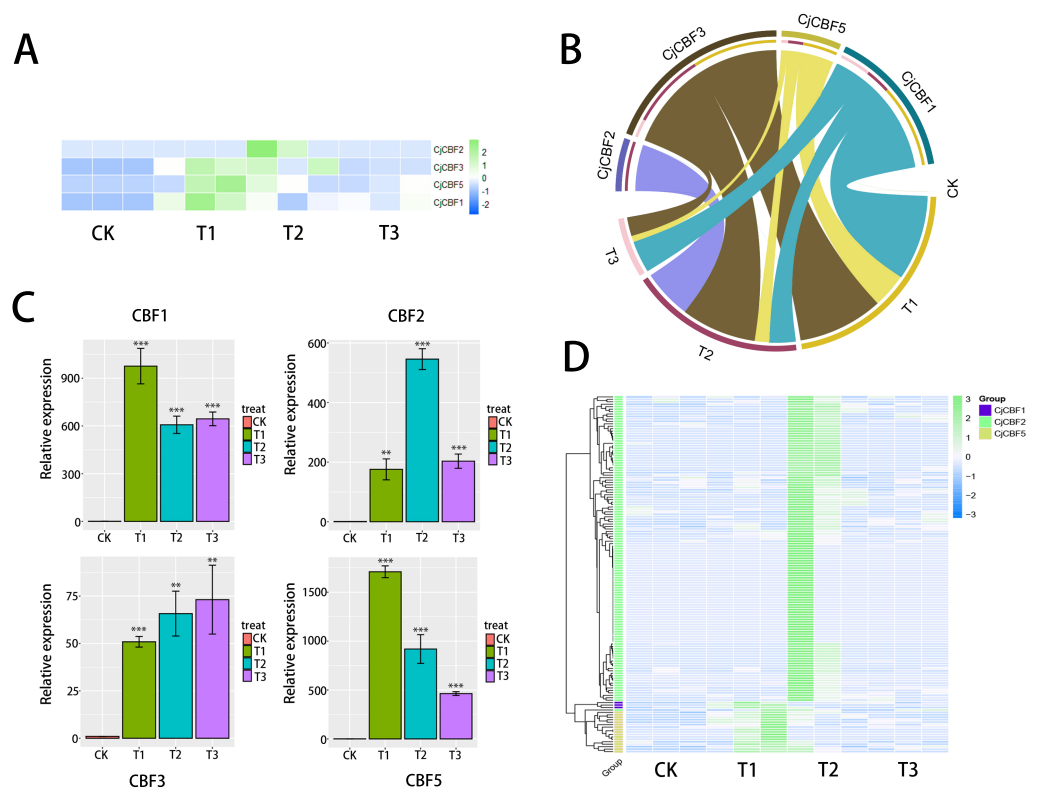 A
CjCBF2
CjCBF3
CjCBF5
CjCBF1
2
1
0
-1
-2
CK T1 T2 T3
B
CjCBF3
CjCBF5
CjCBF1
CjCBF2
CK
T3
T2
T1
C
CBF1
Relative expression
900
600
300
0
***
***
***
CK T1 T2 T3
treat
CK
T1
T2
T3
CBF2
Relative expression
600
400
200
0
**
***
***
CK T1 T2 T3
treat
CK
T1
T2
T3
Relative expression
75
50
25
0
***
**
**
CK T1 T2 T3
treat
CK
T1
T2
T3
CBF3
Relative expression
1500
1000
500
0
***
***
***
CK T1 T2 T3
treat
CK
T1
T2
T3
CBF5
D
3
2
1
0
-1
-2
-3
Group
CjCBF1
CjCBF2
CjCBF5
Group
CK T1 T2 T3